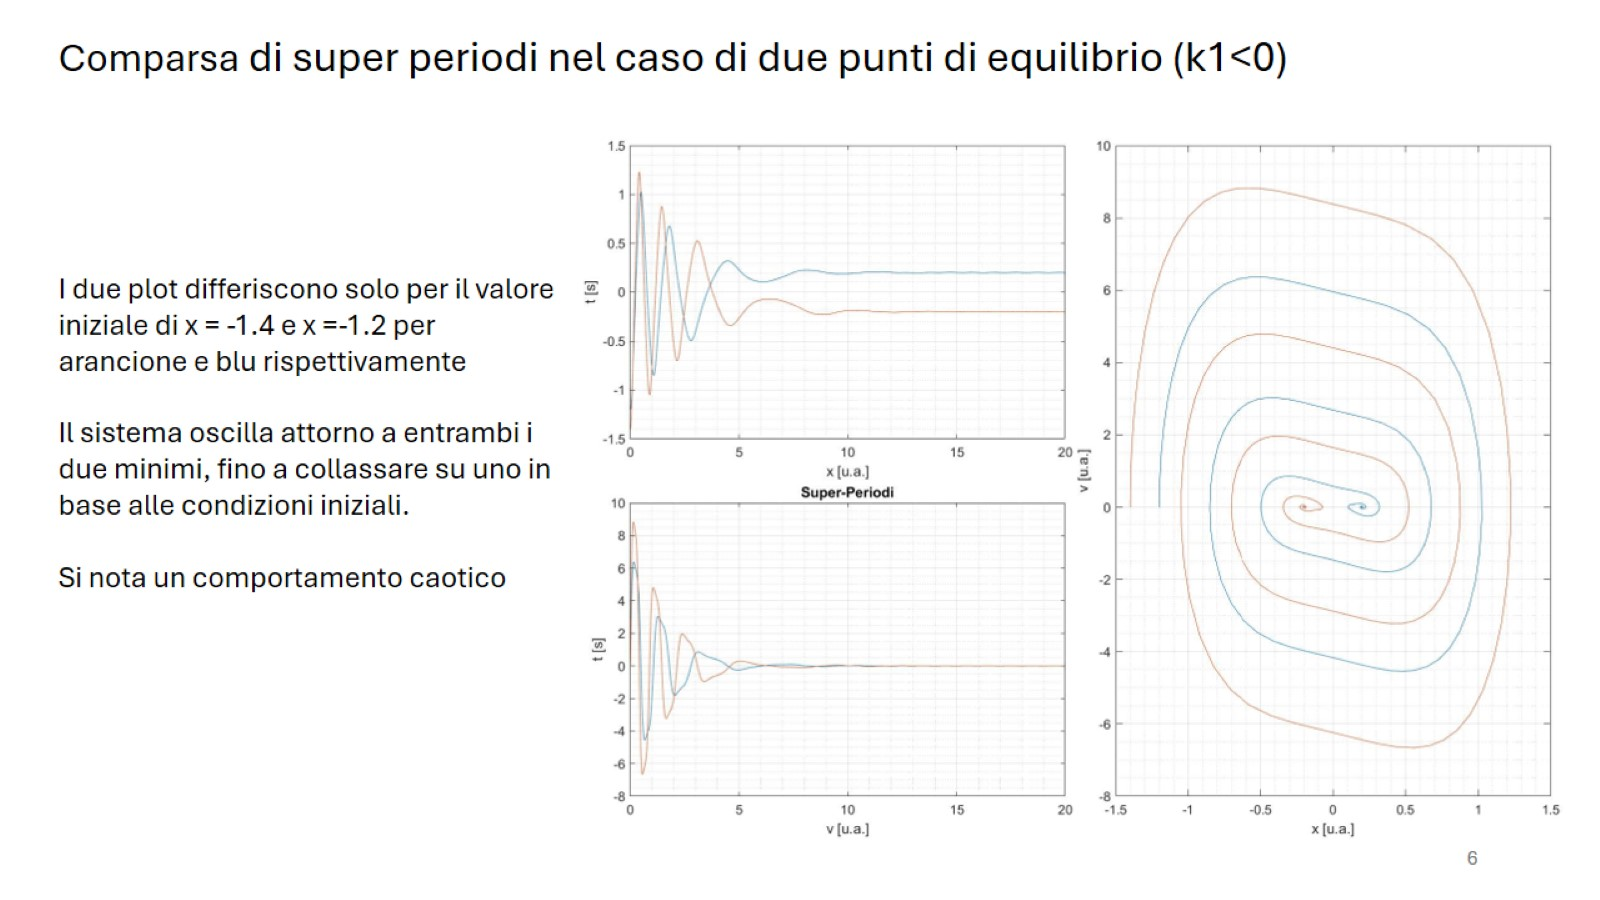 Comparsa di super periodi nel caso di due punti di equilibrio (k1<0)
I due plot differiscono solo per il valore
iniziale di x = -1.4 e x =-1.2 per
arancione e blu rispettivamente
Il sistema oscilla attorno a entrambi i
due minimi, fino a collassare su uno in
base alle condizioni iniziali.
Si nota un comportamento caotico
1.5
1
0.5
0
-0.5
-1
-1.5
t [s]
0 5 10 15 20
x [u.a.]
Super-Periodi
10
8
6
4
2
0
-2
-4
-6
-8
t [s]
0 5 10 15 20
v [u.a.]
10
8
6
4
2
0
-2
-4
-6
-8
v [u.a.]
-1.5 -1 -0.5 0 0.5 1 1.5
x [u.a.]
6